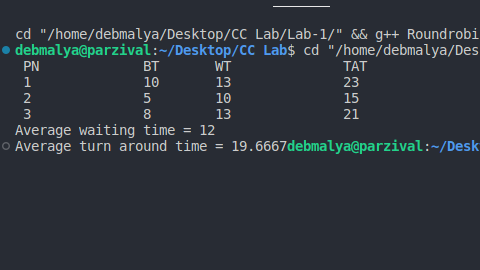 cd "/home/debmalya/Desktop/CC Lab/Lab-1/" && g++ Roundrobi
debmalya@parzival:~/Desktop/CC Lab$ cd "/home/debmalya/Des
PN BT WT TAT
1 10 13 23
2 5 10 15
3 8 13 21
Average waiting time = 12
Average turn around time = 19.6667debmalya@parzival:~/Desk